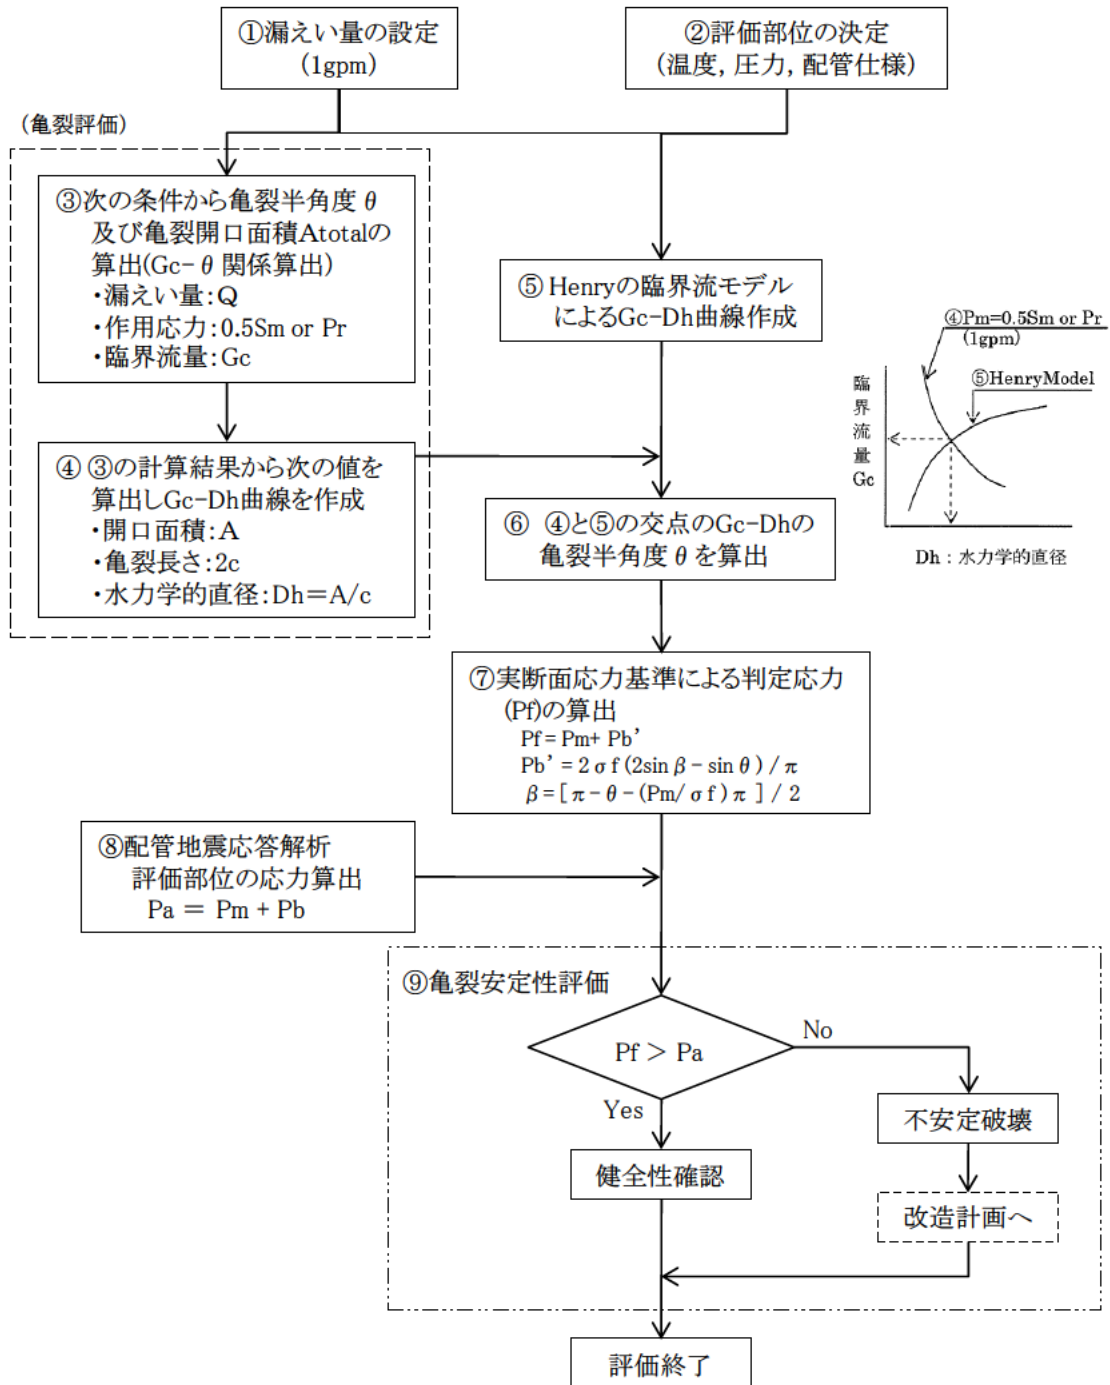 ①漏えい量の設定
(1gpm)
②評価部位の決定
(温度, 圧力, 配管仕様)
(亀裂評価)
③次の条件から亀裂半角度 θ
及び亀裂開口面積Atotalの
算出(Gc-θ 関係算出)
・漏えい量:Q
・作用応力:0.5Sm or Pr
・臨界流量:Gc
④ ③の計算結果から次の値を
算出しGc-Dh曲線を作成
・開口面積:A
・亀裂長さ:2c
・水力学的直径:Dh=A/c
⑤ Henryの臨界流モデル
によるGc-Dh曲線作成
④Pm=0.5Sm or Pr
(1gpm)
⑤HenryModel
臨
界
流
量
Gc
Dh : 水力学的直径
⑥ ④と⑤の交点のGc-Dhの
亀裂半角度 θ を算出
⑦実断面応力基準による判定応力
(Pf)の算出
Pf = Pm+ Pb'
Pb' = 2 σ f (2sin β - sin θ) / π
β = [ π - θ - (Pm/ σ f ) π ] / 2
⑧配管地震応答解析
評価部位の応力算出
Pa = Pm + Pb
⑨亀裂安定性評価
Pf > Pa
No
Yes
不安定破壊
健全性確認
改造計画へ
評価終了